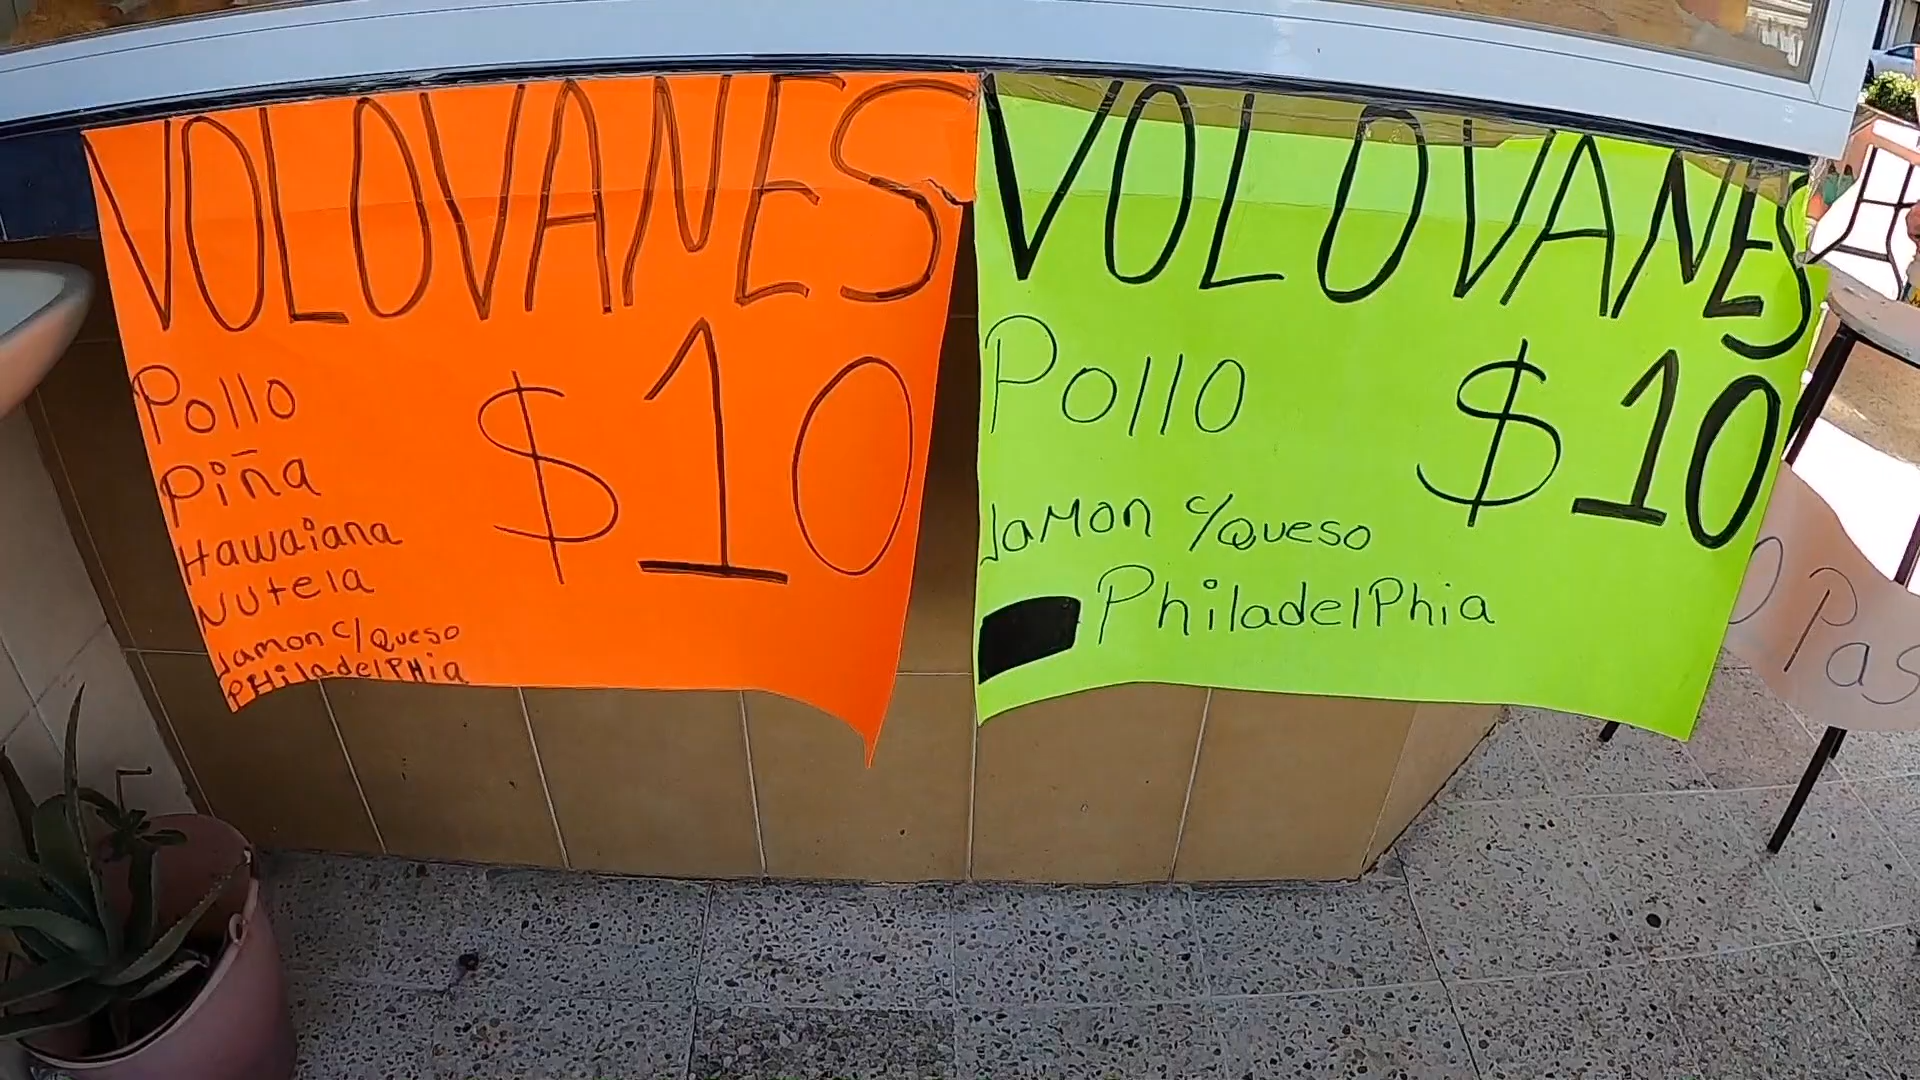 VOLOVANES
Pollo
Piña
Hawaiana
Nutela
Jamon c/Queso
PHiladelPHia
$10
VOLOVANES
Pollo
$10
Jamon c/Queso
PhiladelPhia